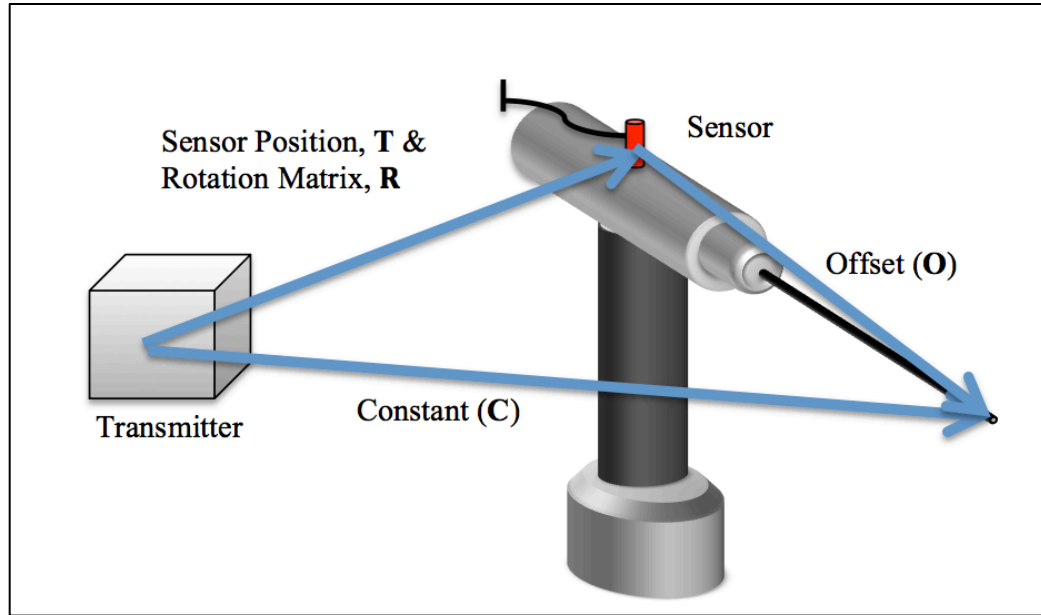 Sensor Position, T &
Rotation Matrix, R
Sensor
Offset (O)
Constant (C)
Transmitter